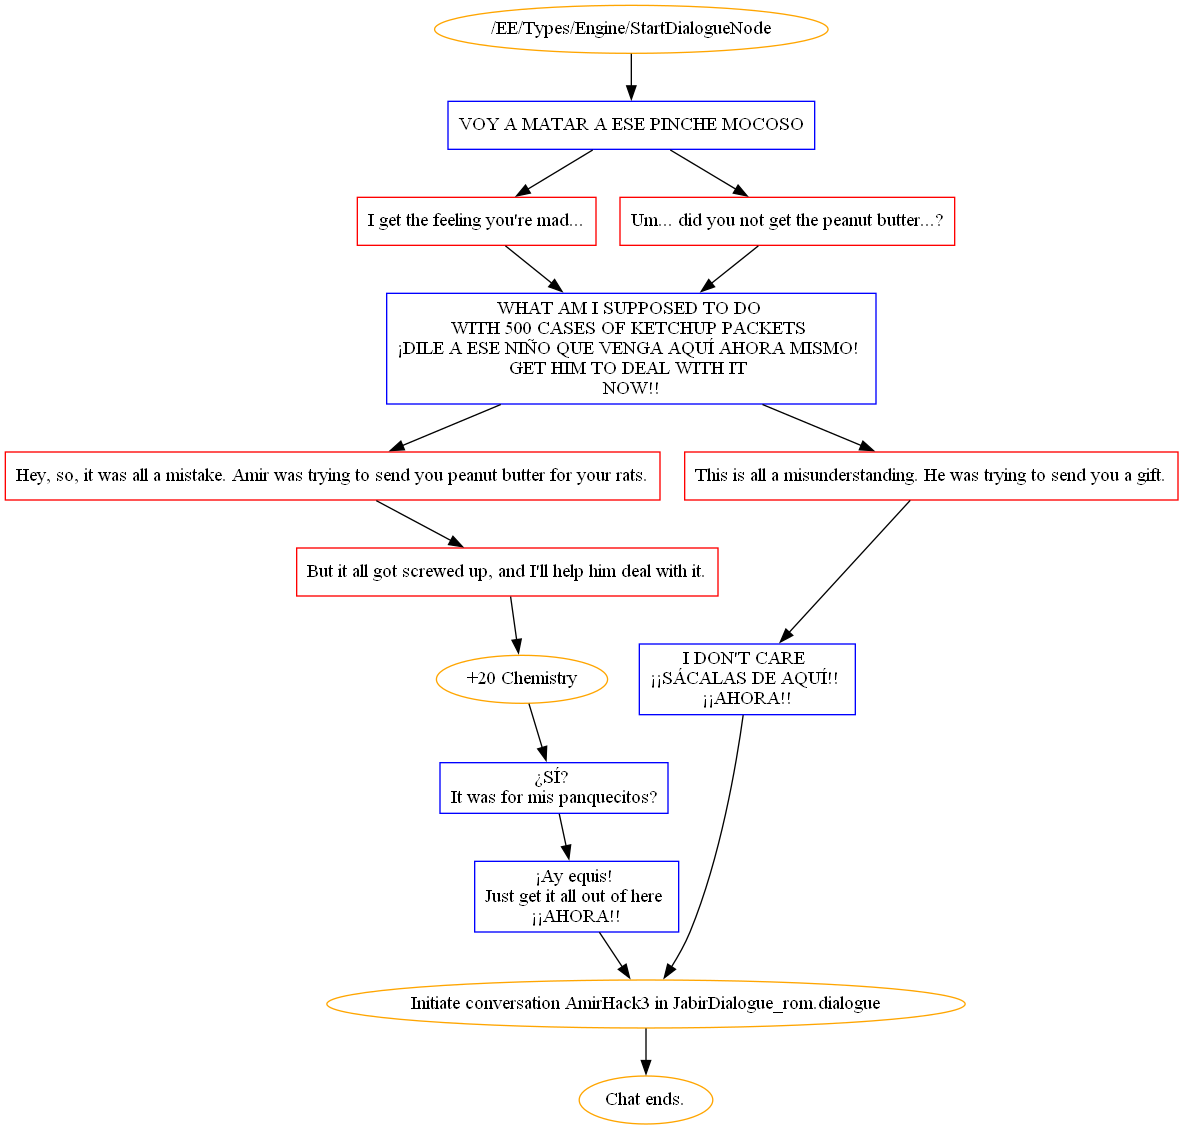 /EE/Types/Engine/StartDialogueNode
VOY A MATAR A ESE PINCHE MOCOSO
I get the feeling you're mad...
Um... did you not get the peanut butter...?
WHAT AM I SUPPOSED TO DO
WITH 500 CASES OF KETCHUP PACKETS
¡DILE A ESE NIÑO QUE VENGA AQUÍ AHORA MISMO!
GET HIM TO DEAL WITH IT
NOW!!
Hey, so, it was all a mistake. Amir was trying to send you peanut butter for your rats.
This is all a misunderstanding. He was trying to send you a gift.
But it all got screwed up, and I'll help him deal with it.
I DON'T CARE
¡¡SÁCALAS DE AQUÍ!!
¡¡AHORA!!
+20 Chemistry
¿SÍ?
It was for mis panquecitos?
¡Ay equis!
Just get it all out of here
¡¡AHORA!!
Initiate conversation AmirHack3 in JabirDialogue_rom.dialogue
Chat ends.